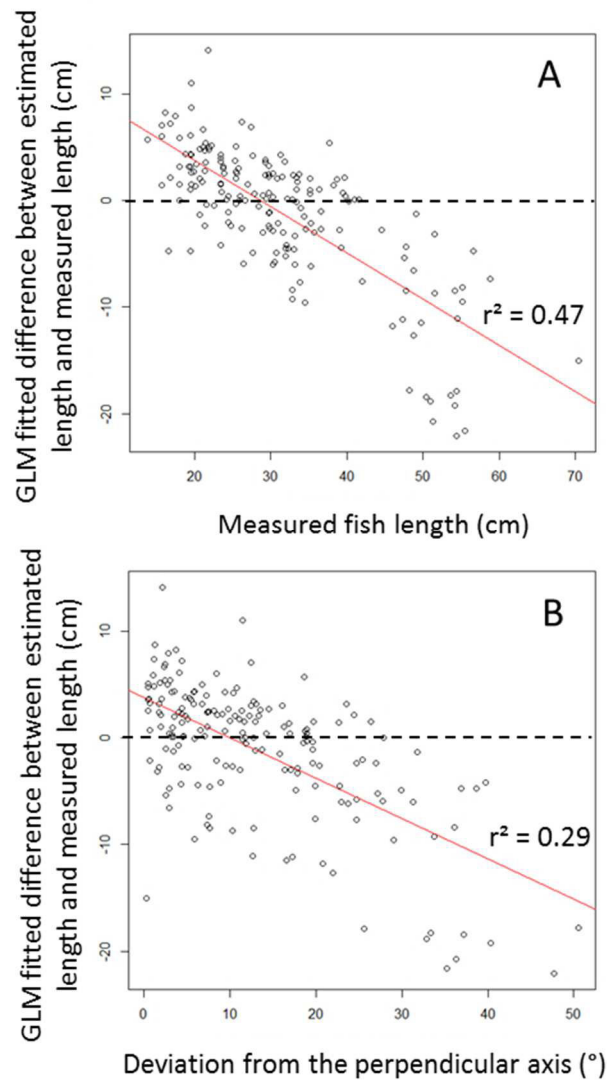 GLM fitted difference between estimated
length and measured length (cm)
10
0
-10
-20
A
r² = 0.47
20 30 40 50 60 70
Measured fish length (cm)
GLM fitted difference between estimated
length and measured length (cm)
10
0
-10
-20
B
r² = 0.29
0 10 20 30 40 50
Deviation from the perpendicular axis (°)